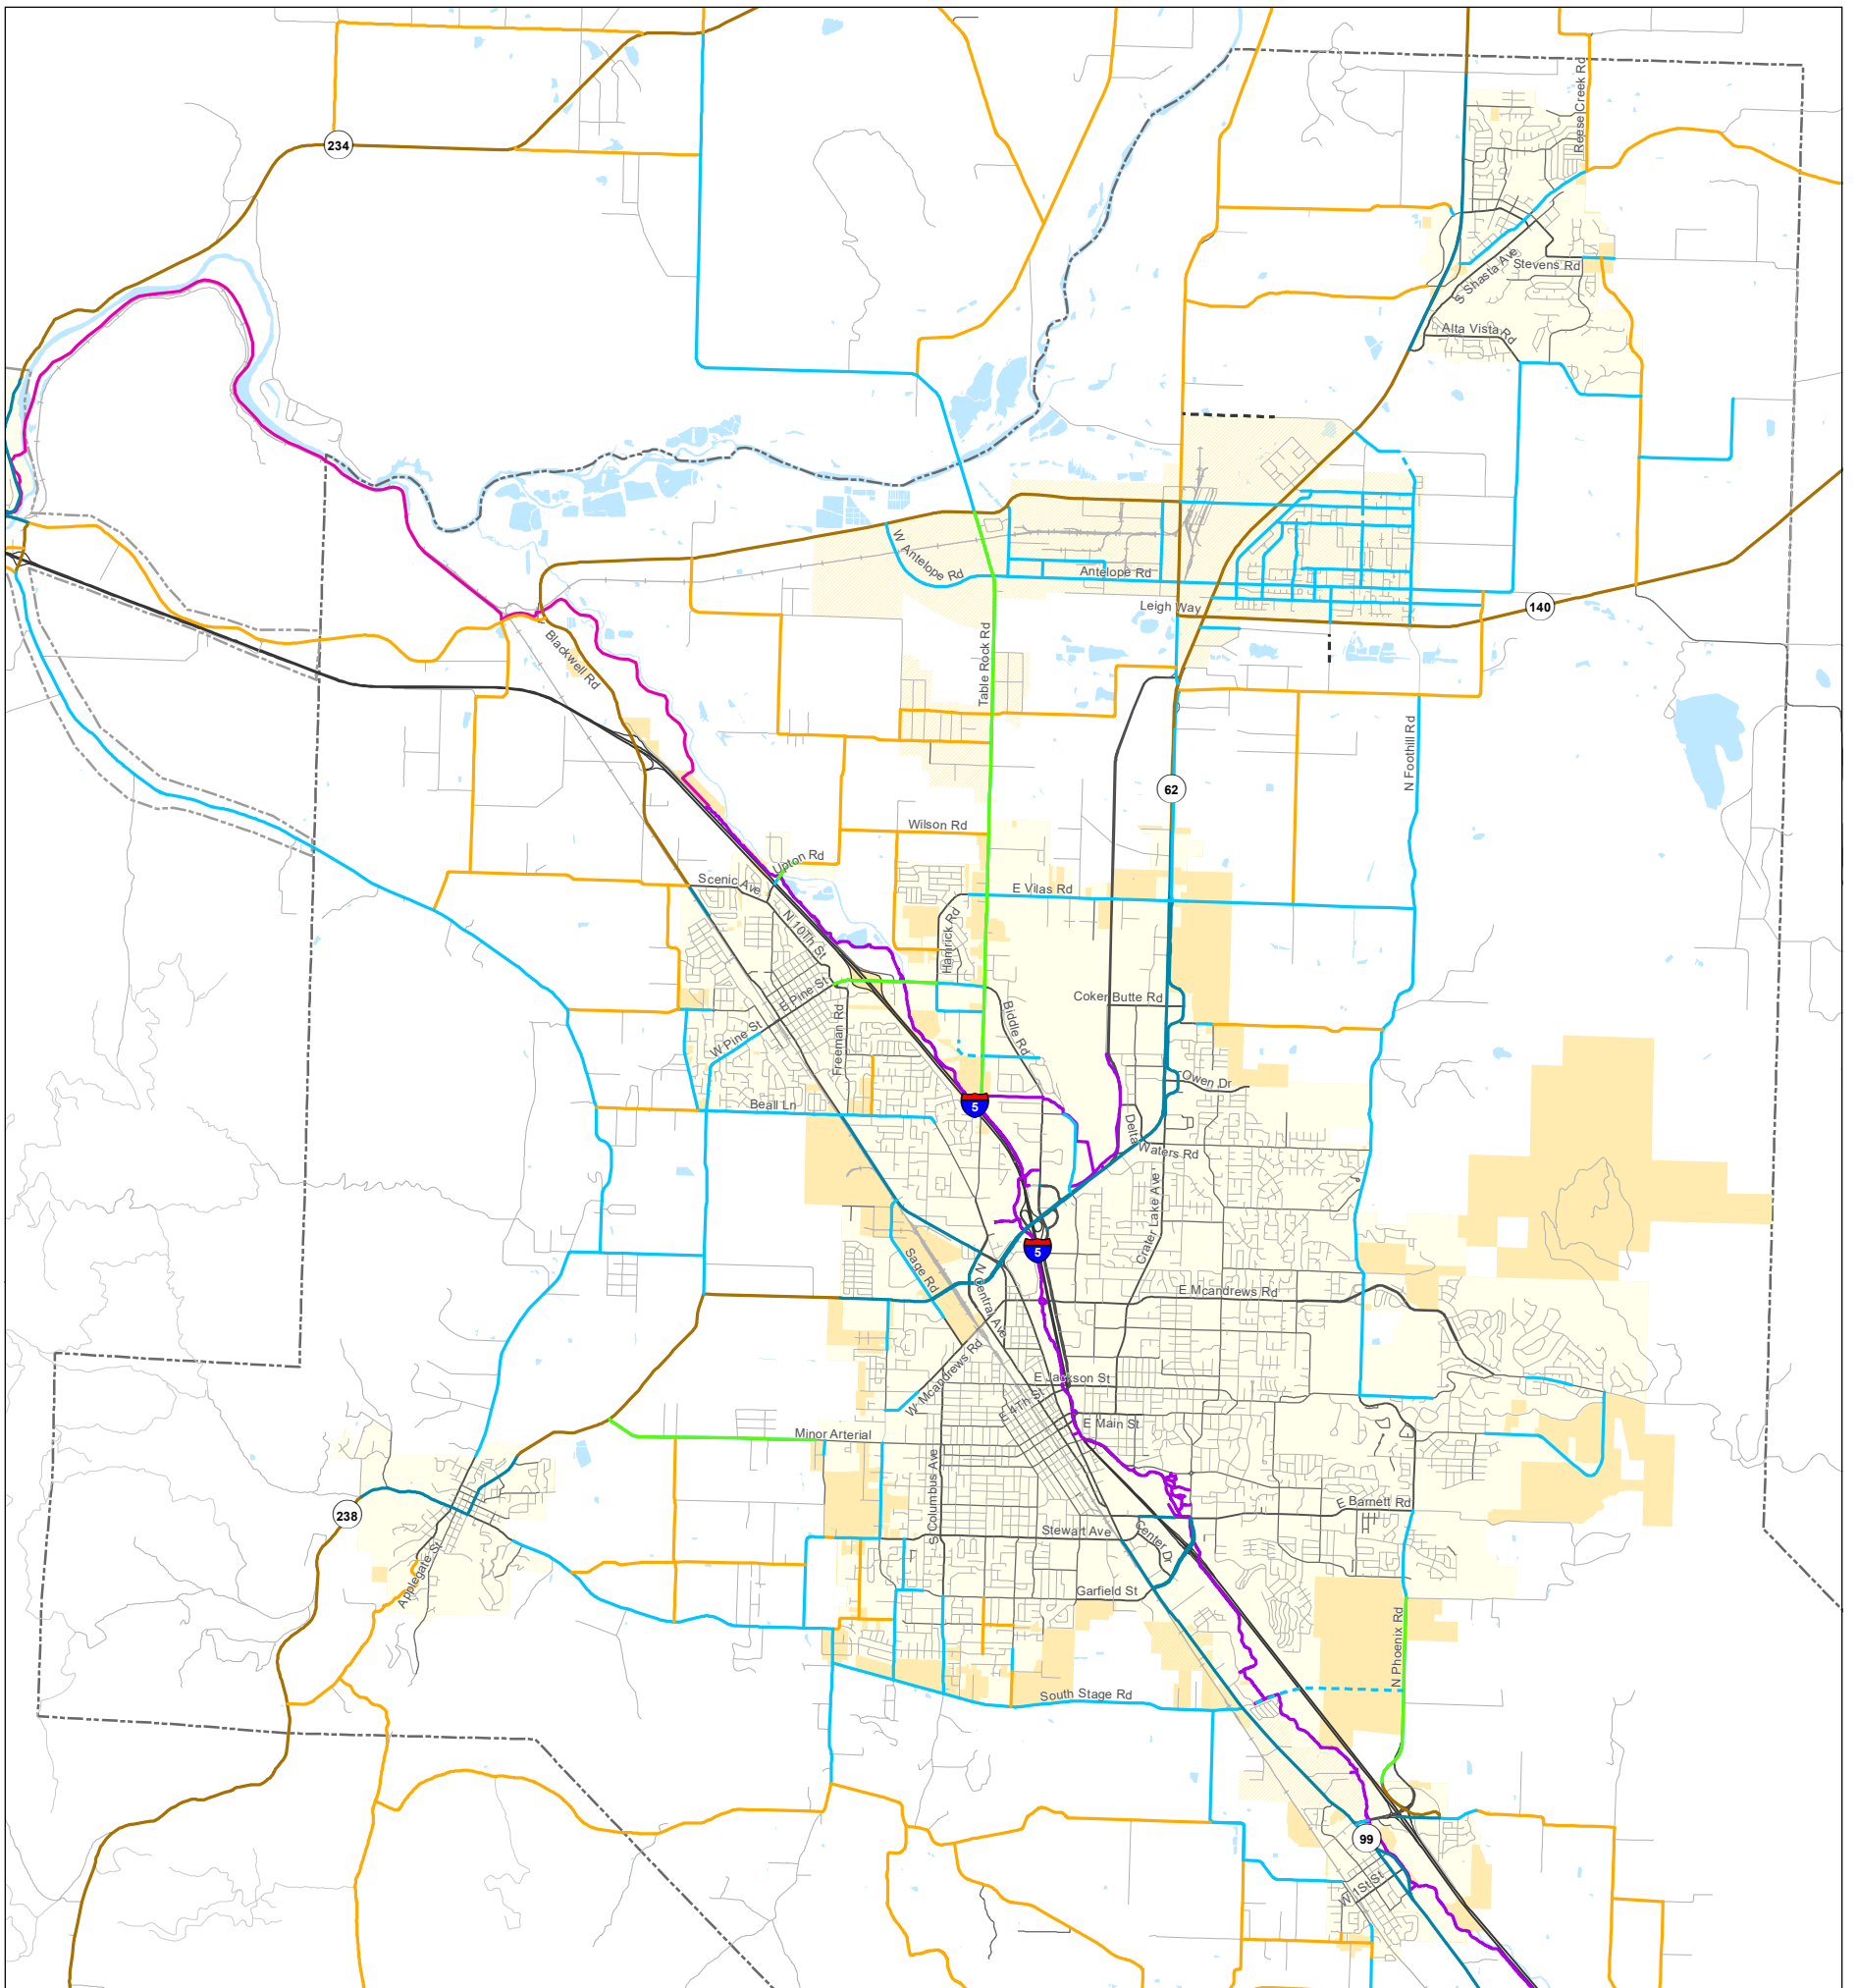 Reese Creek Rd
234
Stevens Rd
S Shasta Ave
Alta Vista Rd
W Antelope Rd
Antelope Rd
Leigh Way
140
Blackwell Rd
Table Rock Rd
N Foothill Rd
62
Wilson Rd
Upton Rd
Scenic Ave
E Vilas Rd
N 10Th St
Hamrick Rd
E Pine St
Coker Butte Rd
Biddle Rd
W Pine St
Freeman Rd
Owen Dr
Beall Ln
5
Delta Waters Rd
Crater Lake Ave
5
Sage Rd
N Central Ave
E Mcandrews Rd
W Mcandrews Rd
E Jackson St
E 4Th St
E Main St
Minor Arterial
S Columbus Ave
E Barnett Rd
238
Stewart Ave
Center Dr
Applegate St
Garfield St
N Phoenix Rd
South Stage Rd
99
W 1St St